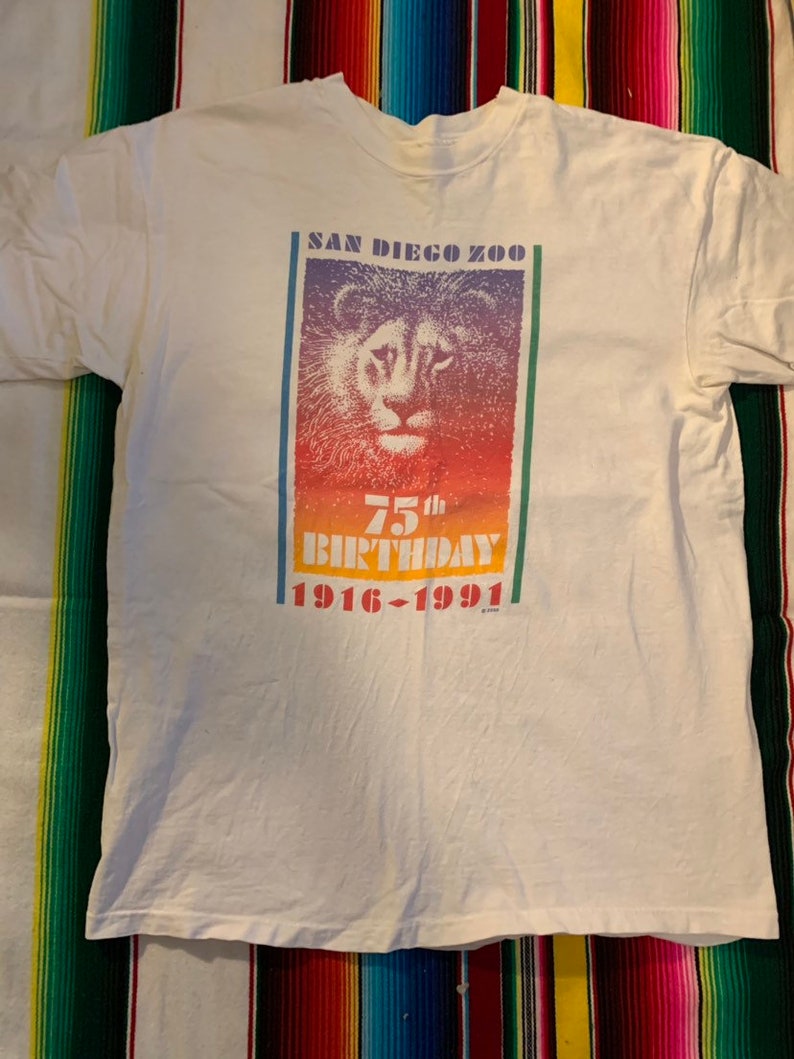 SAN DIEGO ZOO
75th
BIRTHDAY
1916-1991